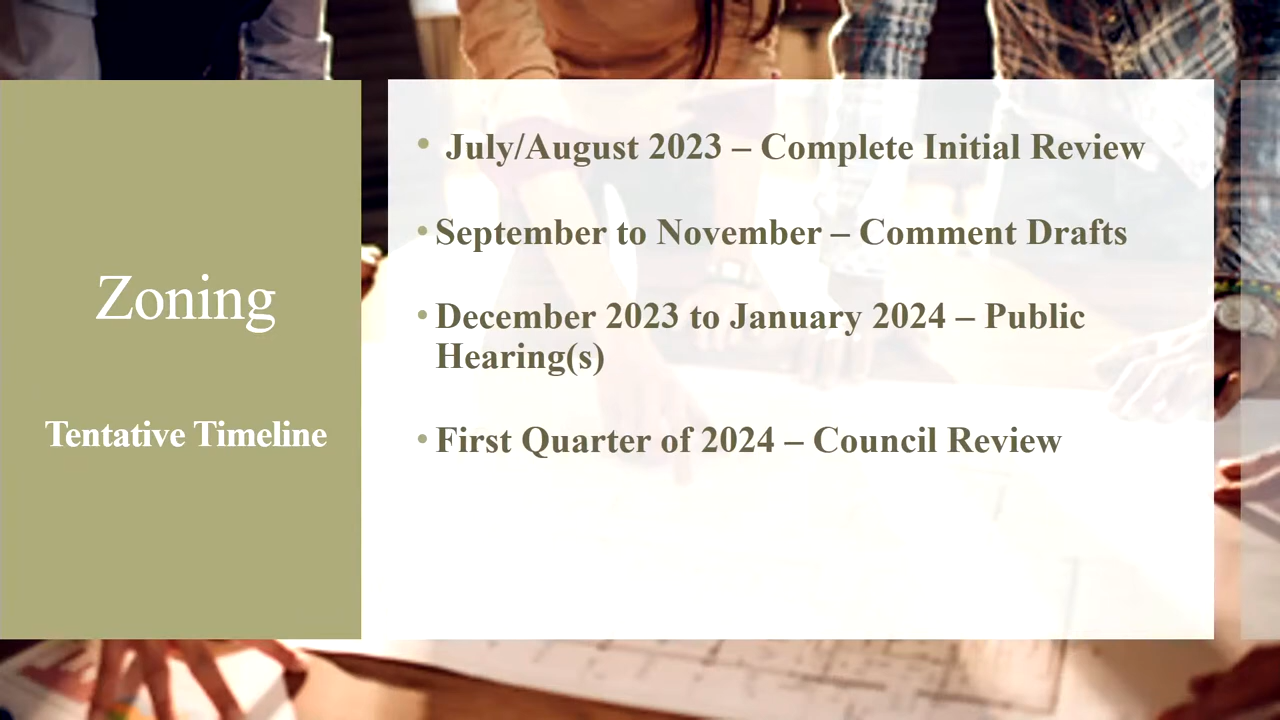 Zoning
Tentative Timeline
• July/August 2023 – Complete Initial Review
• September to November – Comment Drafts
• December 2023 to January 2024 – Public
Hearing(s)
• First Quarter of 2024 – Council Review